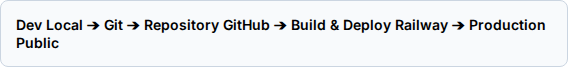 Dev Local ➔ Git ➔ Repository GitHub ➔ Build & Deploy Railway ➔ Production
Public